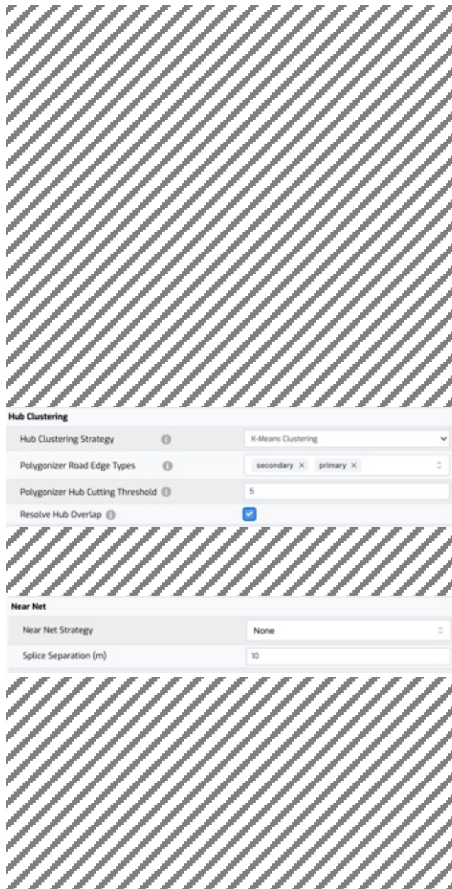 Hub Clustering
Hub Clustering Strategy K-Means Clustering
Polygonizer Road Edge Types secondary × primary ×
Polygonizer Hub Cutting Threshold 5
Resolve Hub Overlap
Near Net
Near Net Strategy None
Splice Separation (m) 10